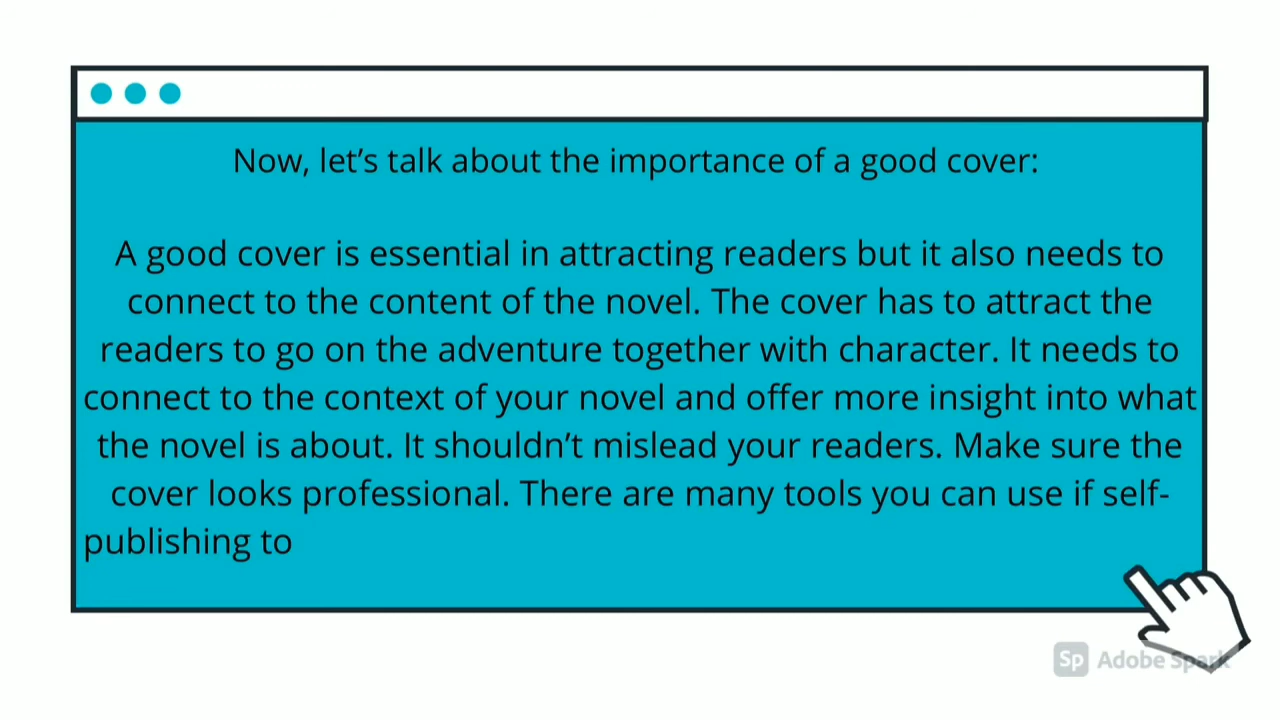 Now, let’s talk about the importance of a good cover:
A good cover is essential in attracting readers but it also needs to
connect to the content of the novel. The cover has to attract the
readers to go on the adventure together with character. It needs to
connect to the context of your novel and offer more insight into what
the novel is about. It shouldn’t mislead your readers. Make sure the
cover looks professional. There are many tools you can use if self-
publishing to
Sp Adobe Spark